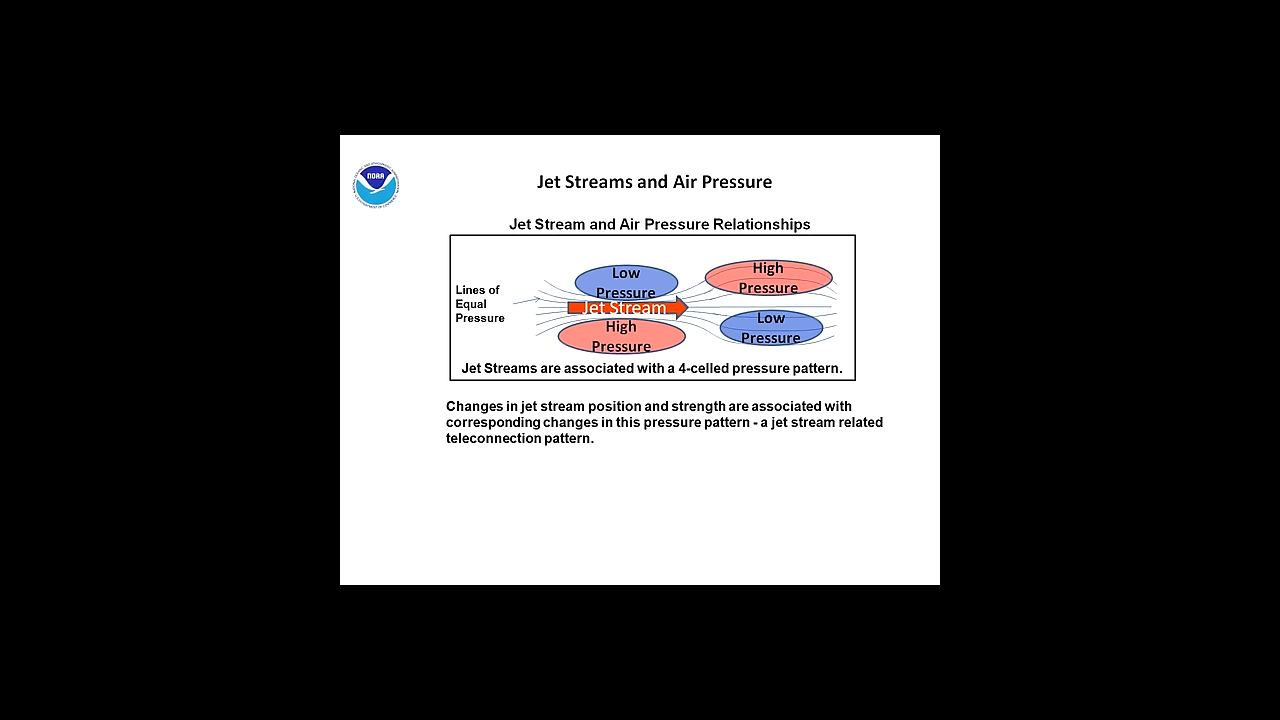 NOAA
Jet Streams and Air Pressure
Jet Stream and Air Pressure Relationships
Lines of
Equal
Pressure
Low
Pressure
High
Pressure
Jet Stream
High
Pressure
Low
Pressure
Jet Streams are associated with a 4-celled pressure pattern.
Changes in jet stream position and strength are associated with
corresponding changes in this pressure pattern - a jet stream related
teleconnection pattern.